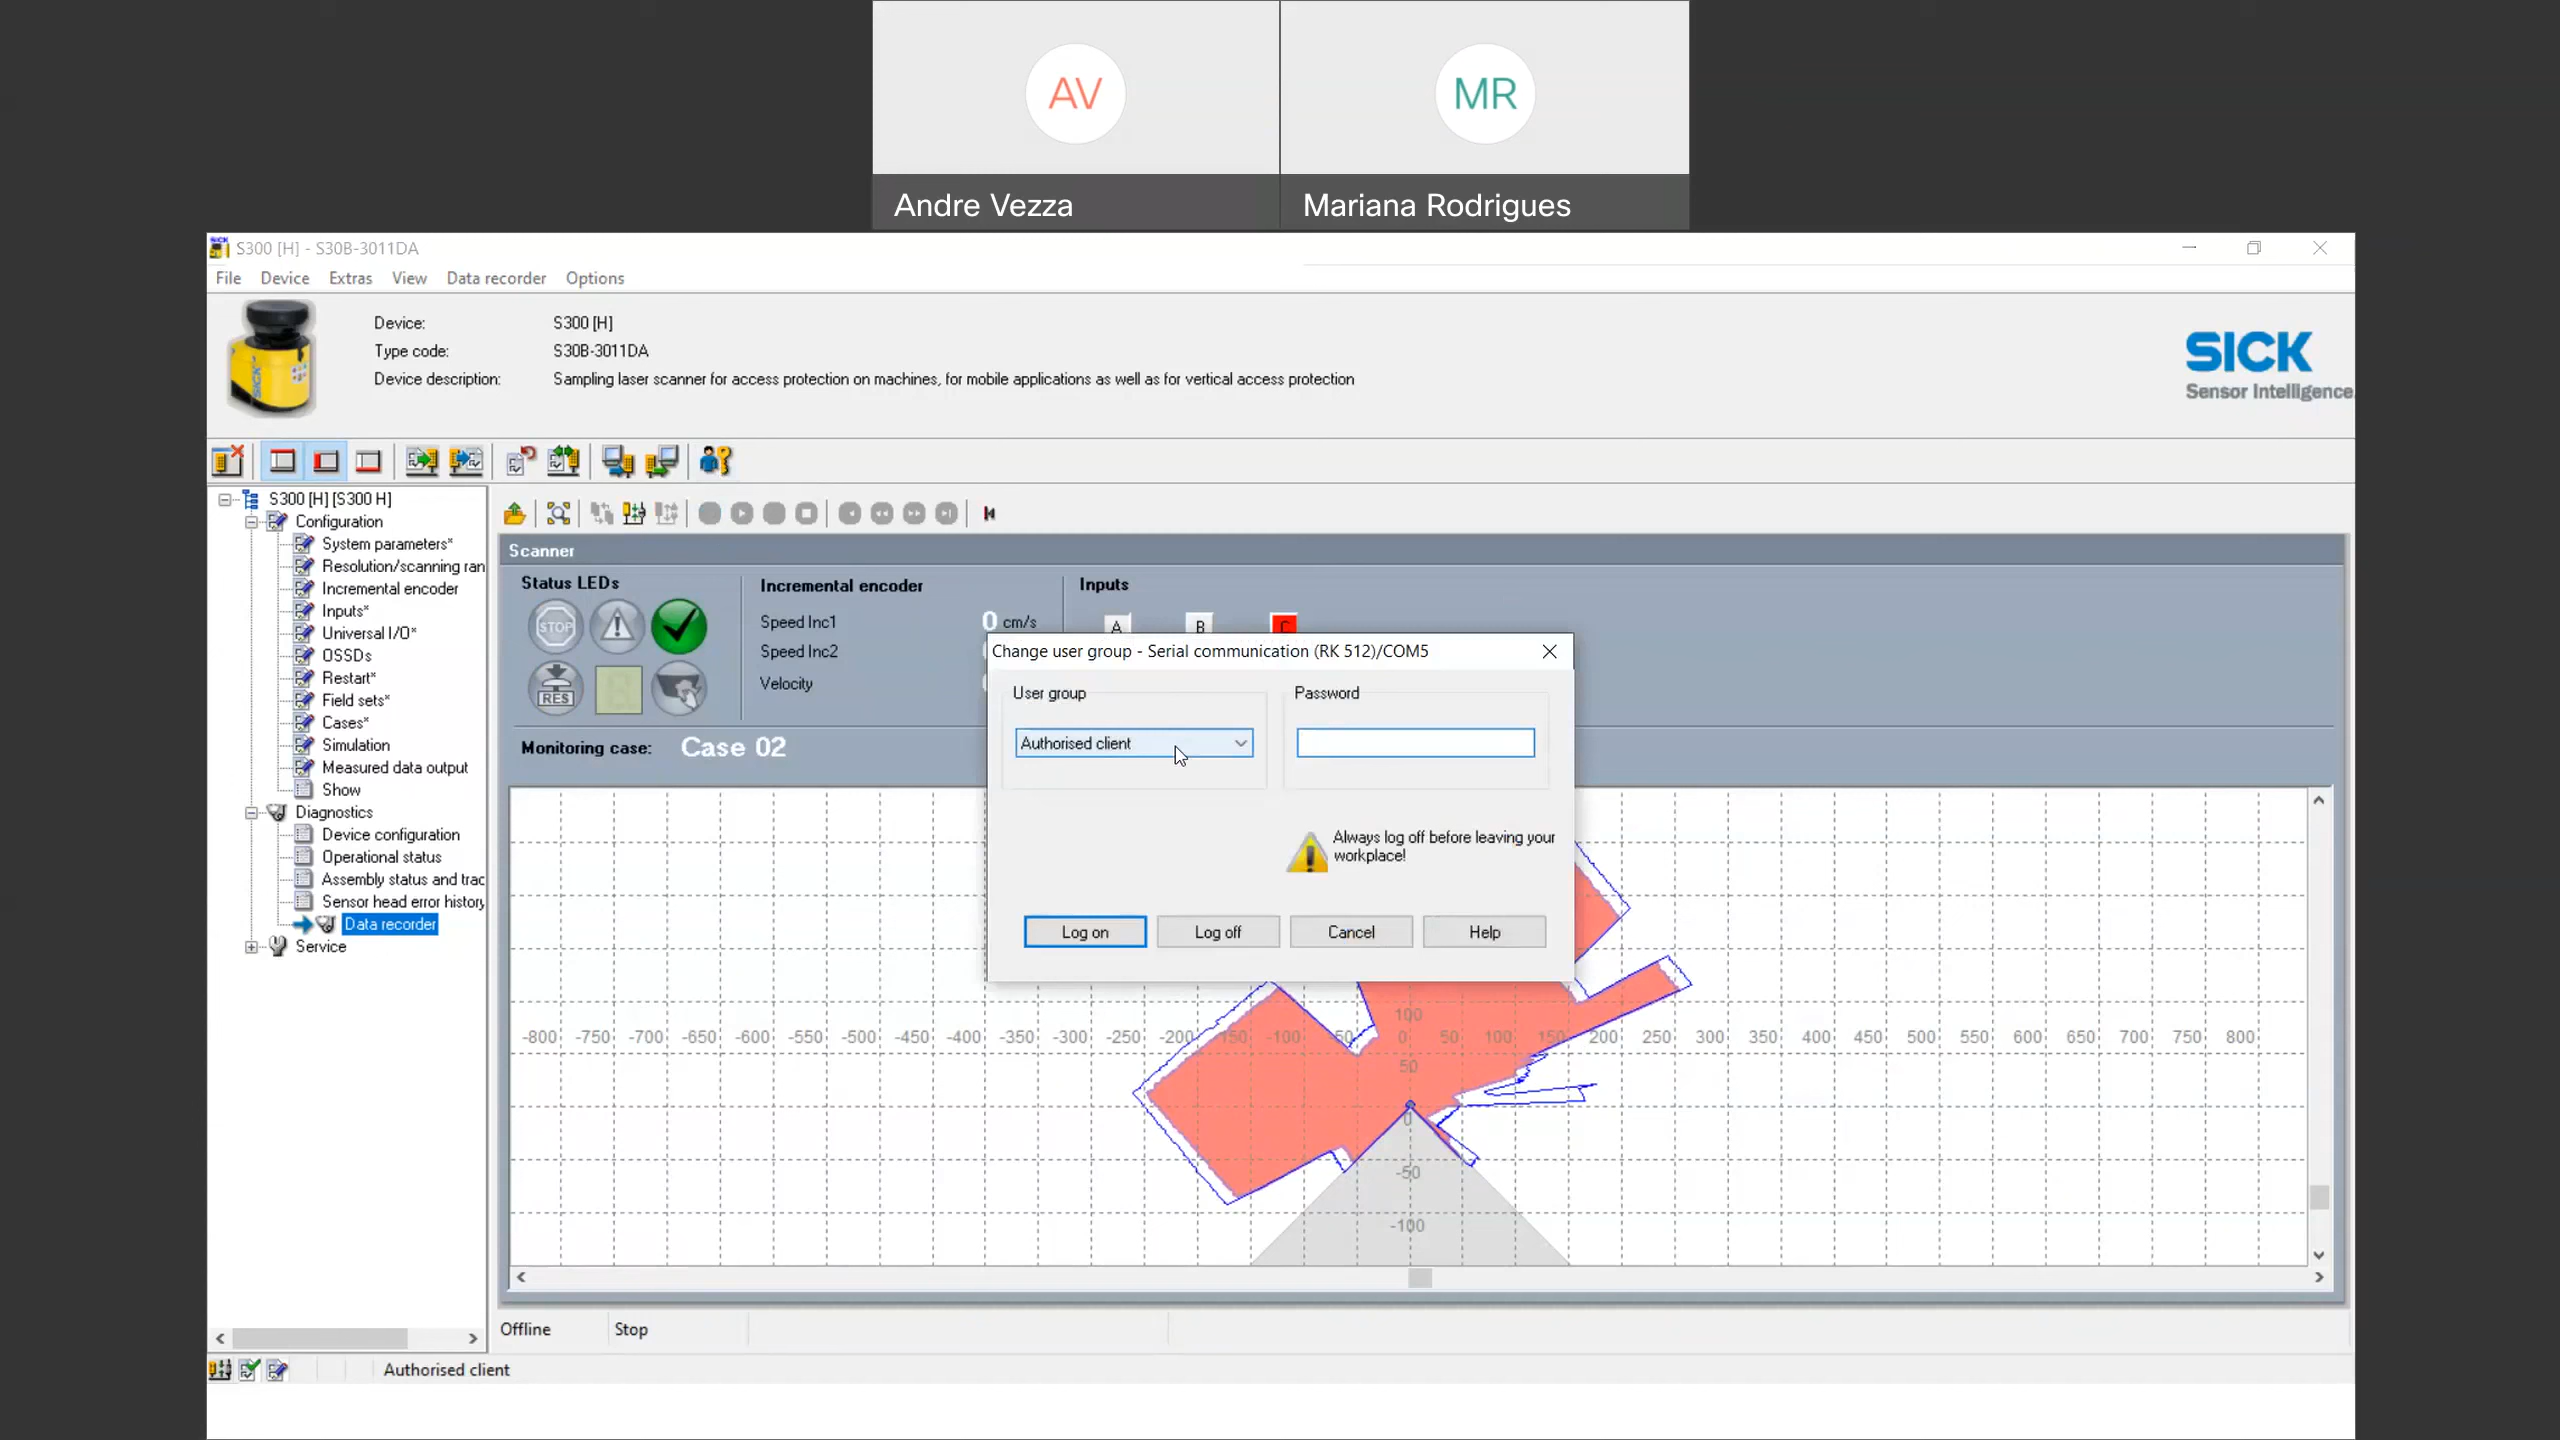 AV
MR
Andre Vezza
Mariana Rodrigues
S300 [H] - S30B-3011DA
File Device Extras View Data recorder Options
Device: S300 [H]
Type code: S30B-3011DA
Device description: Sampling laser scanner for access protection on machines, for mobile applications as well as for vertical access protection
SICK
Sensor Intelligence
S300 [H] [S300 H]
Configuration
System parameters*
Resolution/scanning ran
Incremental encoder
Inputs*
Universal I/O*
OSSDs
Restart*
Field sets*
Cases*
Simulation
Measured data output
Show
Diagnostics
Device configuration
Operational status
Assembly status and trac
Sensor head error history
Data recorder
Service
Scanner
Status LEDs
STOP
RES
Incremental encoder
Speed Inc1 0 cm/s
Speed Inc2
Velocity
Inputs
A B C
Monitoring case: Case 02
Change user group - Serial communication (RK 512)/COM5
User group
Authorised client
Password
Always log off before leaving your
workplace!
Log on Log off Cancel Help
100
-800 -750 -700 -650 -600 -550 -500 -450 -400 -350 -300 -250 -200 -150 -100 50 0 50 100 150 200 250 300 350 400 450 500 550 600 650 700 750 800
50
0
-50
-100
Offline Stop
Authorised client